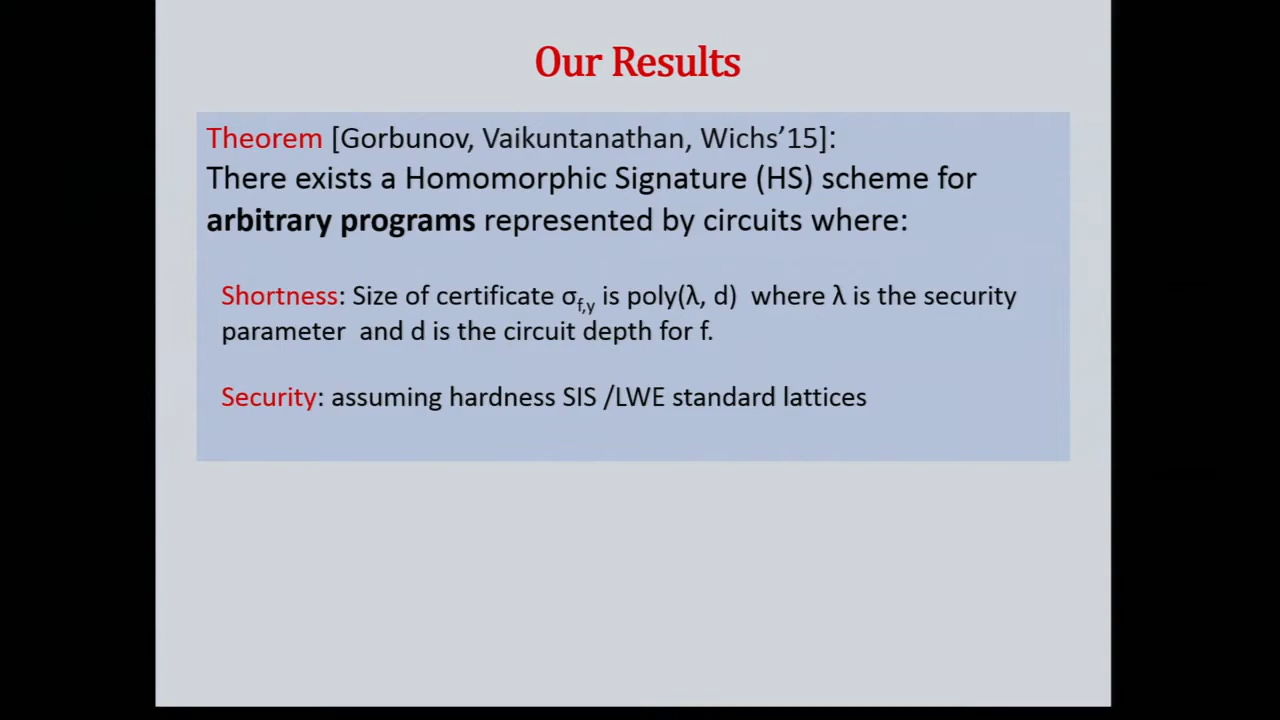 Our Results
Theorem [Gorbunov, Vaikuntanathan, Wichs’15]:
There exists a Homomorphic Signature (HS) scheme for
arbitrary programs represented by circuits where:
Shortness: Size of certificate σf,y is poly(λ, d) where λ is the security
parameter and d is the circuit depth for f.
Security: assuming hardness SIS /LWE standard lattices